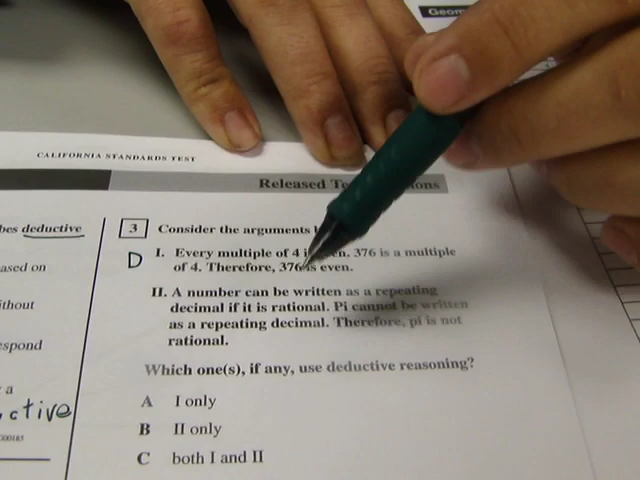 Geom
CALIFORNIA STANDARDS TEST
Released
bes deductive
3 Consider the arguments
D I. Every multiple of 4 is even. 376 is a multiple
of 4. Therefore, 376 is even.
ased on
II. A number can be written as a repeating
ithout
decimal if it is rational. Pi cannot be written
as a repeating decimal. Therefore, pi is not
espond
rational.
Which one(s), if any, use deductive reasoning?
a
A I only
ctive
B II only
C both I and II